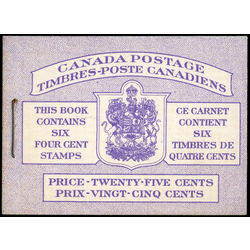 CANADA POSTAGE
TIMBRES-POSTE CANADIENS
THIS BOOK
CONTAINS
SIX
FOUR CENT
STAMPS
CE CARNET
CONTIENT
SIX
TIMBRES DE
QUATRE CENTS
PRICE-TWENTY-FIVE CENTS
PRIX-VINGT-CINQ CENTS